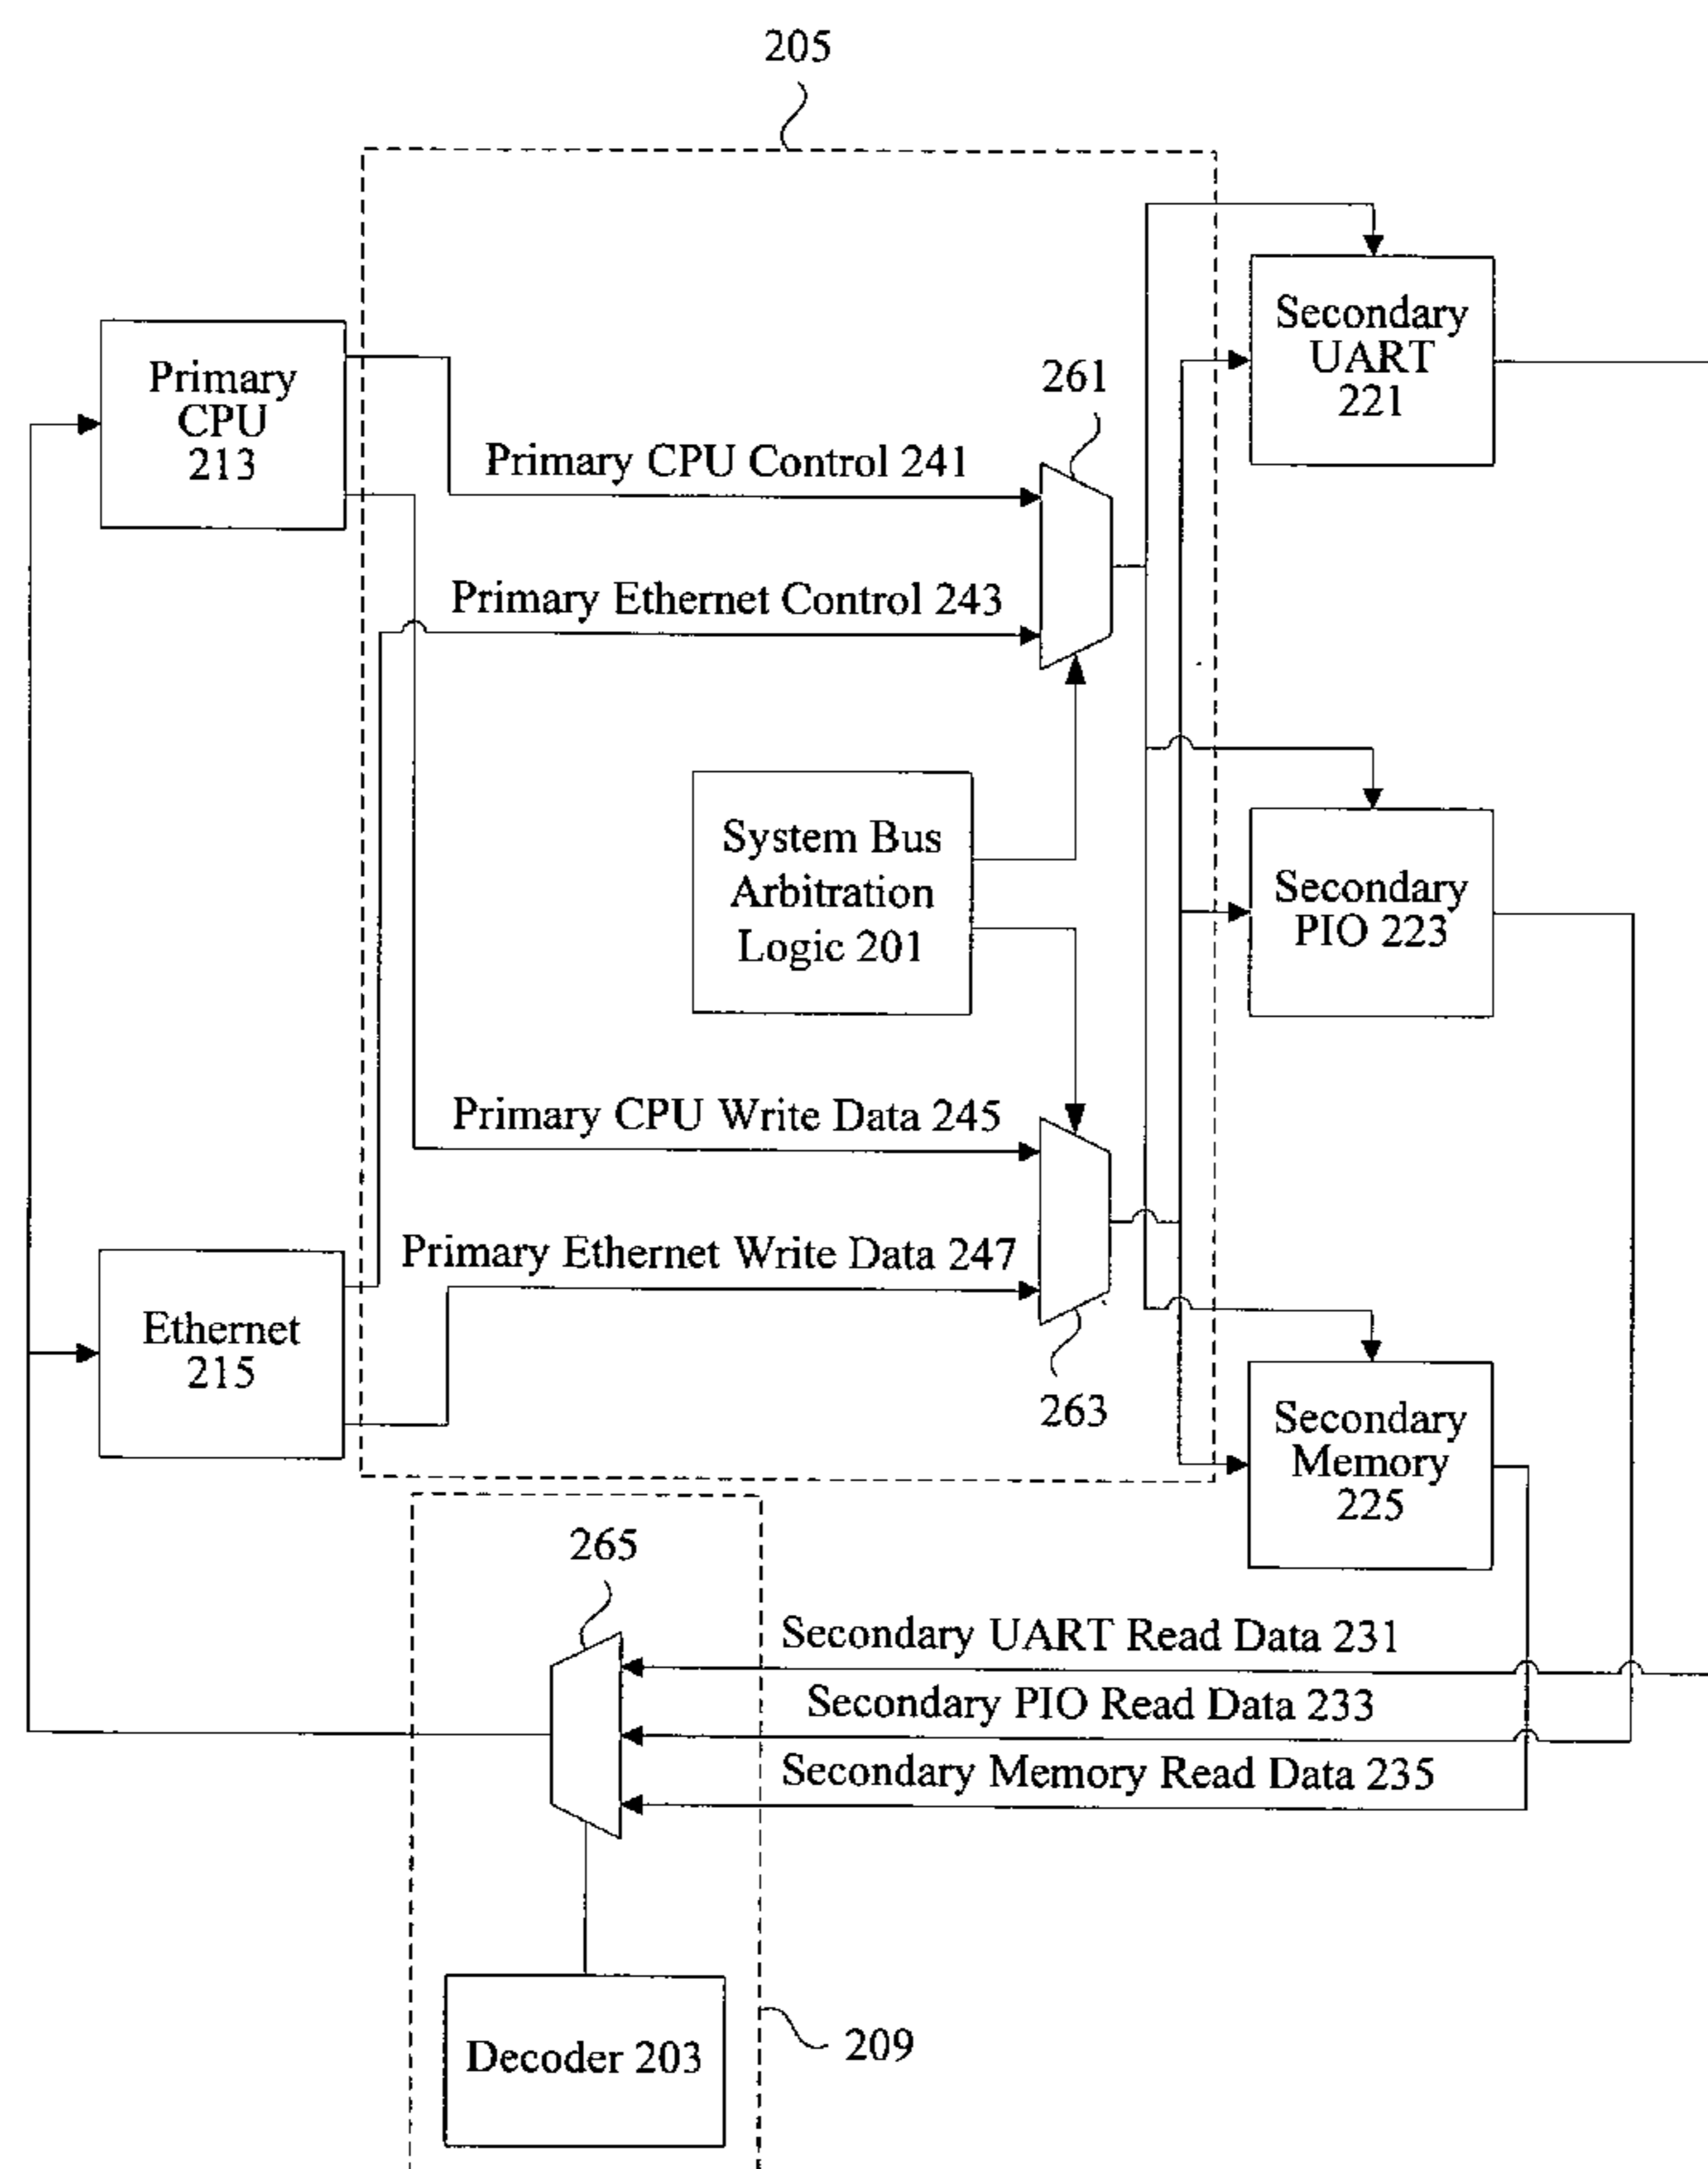 205
Secondary
UART
221
Primary
CPU
213
261
Primary CPU Control 241
Primary Ethernet Control 243
System Bus
Arbitration
Logic 201
Secondary
PIO 223
Primary CPU Write Data 245
Primary Ethernet Write Data 247
Ethernet
215
263
Secondary
Memory
225
265
Secondary UART Read Data 231
Secondary PIO Read Data 233
Secondary Memory Read Data 235
Decoder 203
209